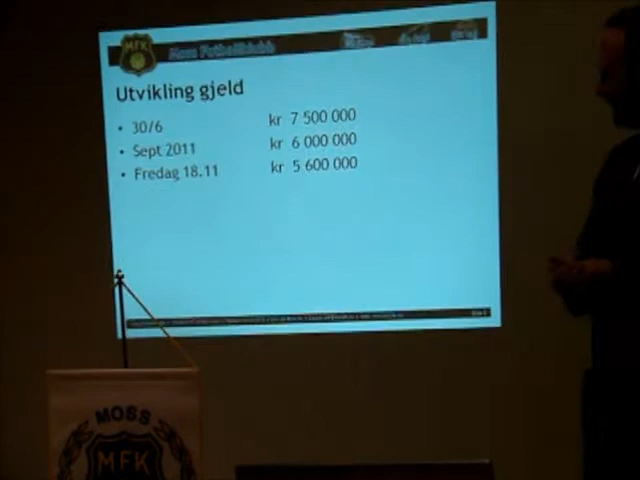 MFK
Moss Fotballklubb
Utvikling gjeld
• 30/6 kr 7 500 000
• Sept 2011 kr 6 000 000
• Fredag 18.11 kr 5 600 000
MOSS
MFK